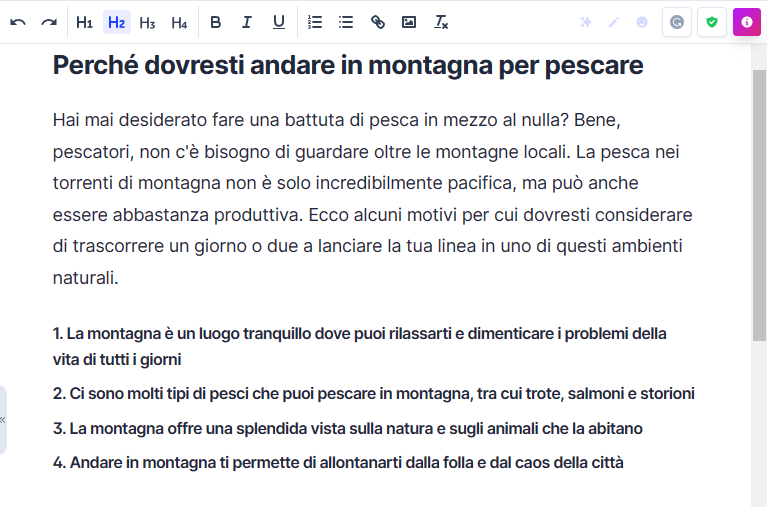 H1 H2 H3 H4 B I U
Perché dovresti andare in montagna per pescare
Hai mai desiderato fare una battuta di pesca in mezzo al nulla? Bene,
pescatori, non c'è bisogno di guardare oltre le montagne locali. La pesca nei
torrenti di montagna non è solo incredibilmente pacifica, ma può anche
essere abbastanza produttiva. Ecco alcuni motivi per cui dovresti considerare
di trascorrere un giorno o due a lanciare la tua linea in uno di questi ambienti
naturali.
1. La montagna è un luogo tranquillo dove puoi rilassarti e dimenticare i problemi della
vita di tutti i giorni
2. Ci sono molti tipi di pesci che puoi pescare in montagna, tra cui trote, salmoni e storioni
3. La montagna offre una splendida vista sulla natura e sugli animali che la abitano
4. Andare in montagna ti permette di allontanarti dalla folla e dal caos della città